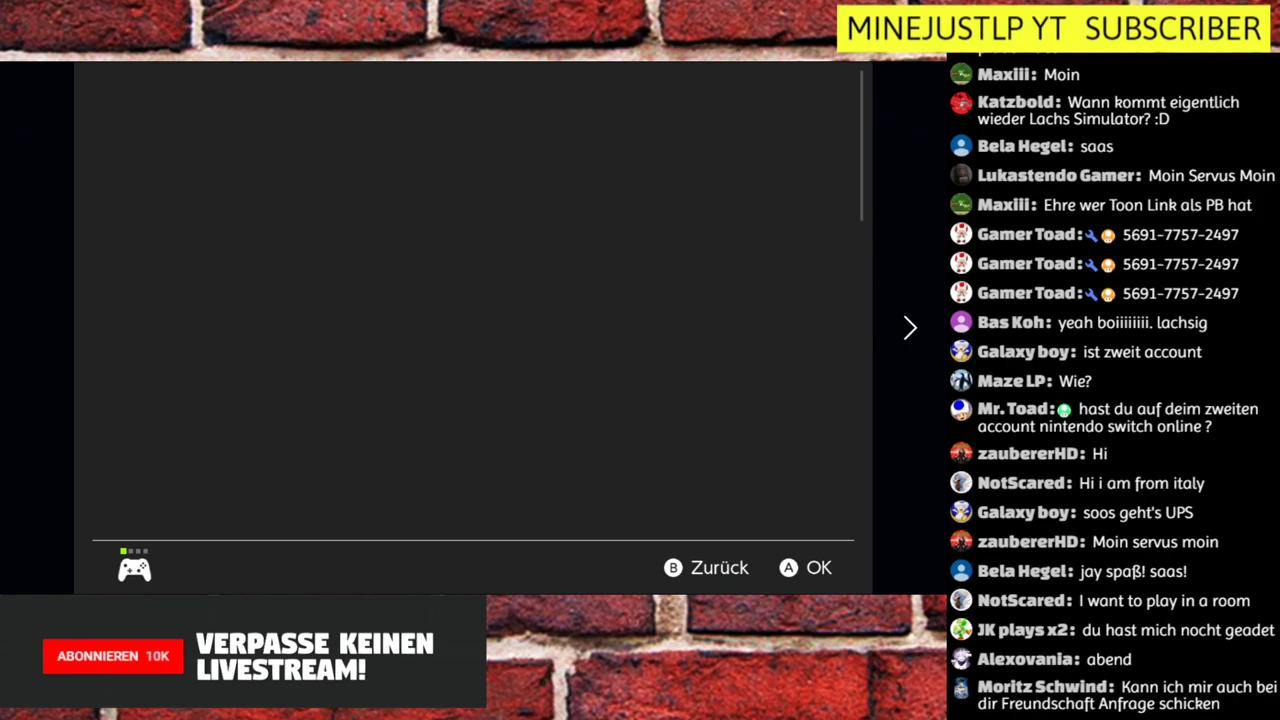 MINEJUSTLP YT SUBSCRIBER
Maxiii: Moin
Katzbold: Wann kommt eigentlich
wieder Lachs Simulator? :D
Bela Hegel: saas
Lukastendo Gamer: Moin Servus Moin
Maxiii: Ehre wer Toon Link als PB hat
Gamer Toad: 5691-7757-2497
Gamer Toad: 5691-7757-2497
Gamer Toad: 5691-7757-2497
Bas Koh: yeah boiiiiiiii. lachsig
Galaxy boy: ist zweit account
Maze LP: Wie?
Mr. Toad: hast du auf deim zweiten
account nintendo switch online ?
zaubererHD: Hi
NotScared: Hi i am from italy
Galaxy boy: soos geht's UPS
zaubererHD: Moin servus moin
Bela Hegel: jay spaß! saas!
NotScared: I want to play in a room
JK plays x2: du hast mich nocht geadet
Alexovania: abend
Moritz Schwind: Kann ich mir auch bei
dir Freundschaft Anfrage schicken
B Zurück A OK
ABONNIEREN 10K
VERPASSE KEINEN
LIVESTREAM!